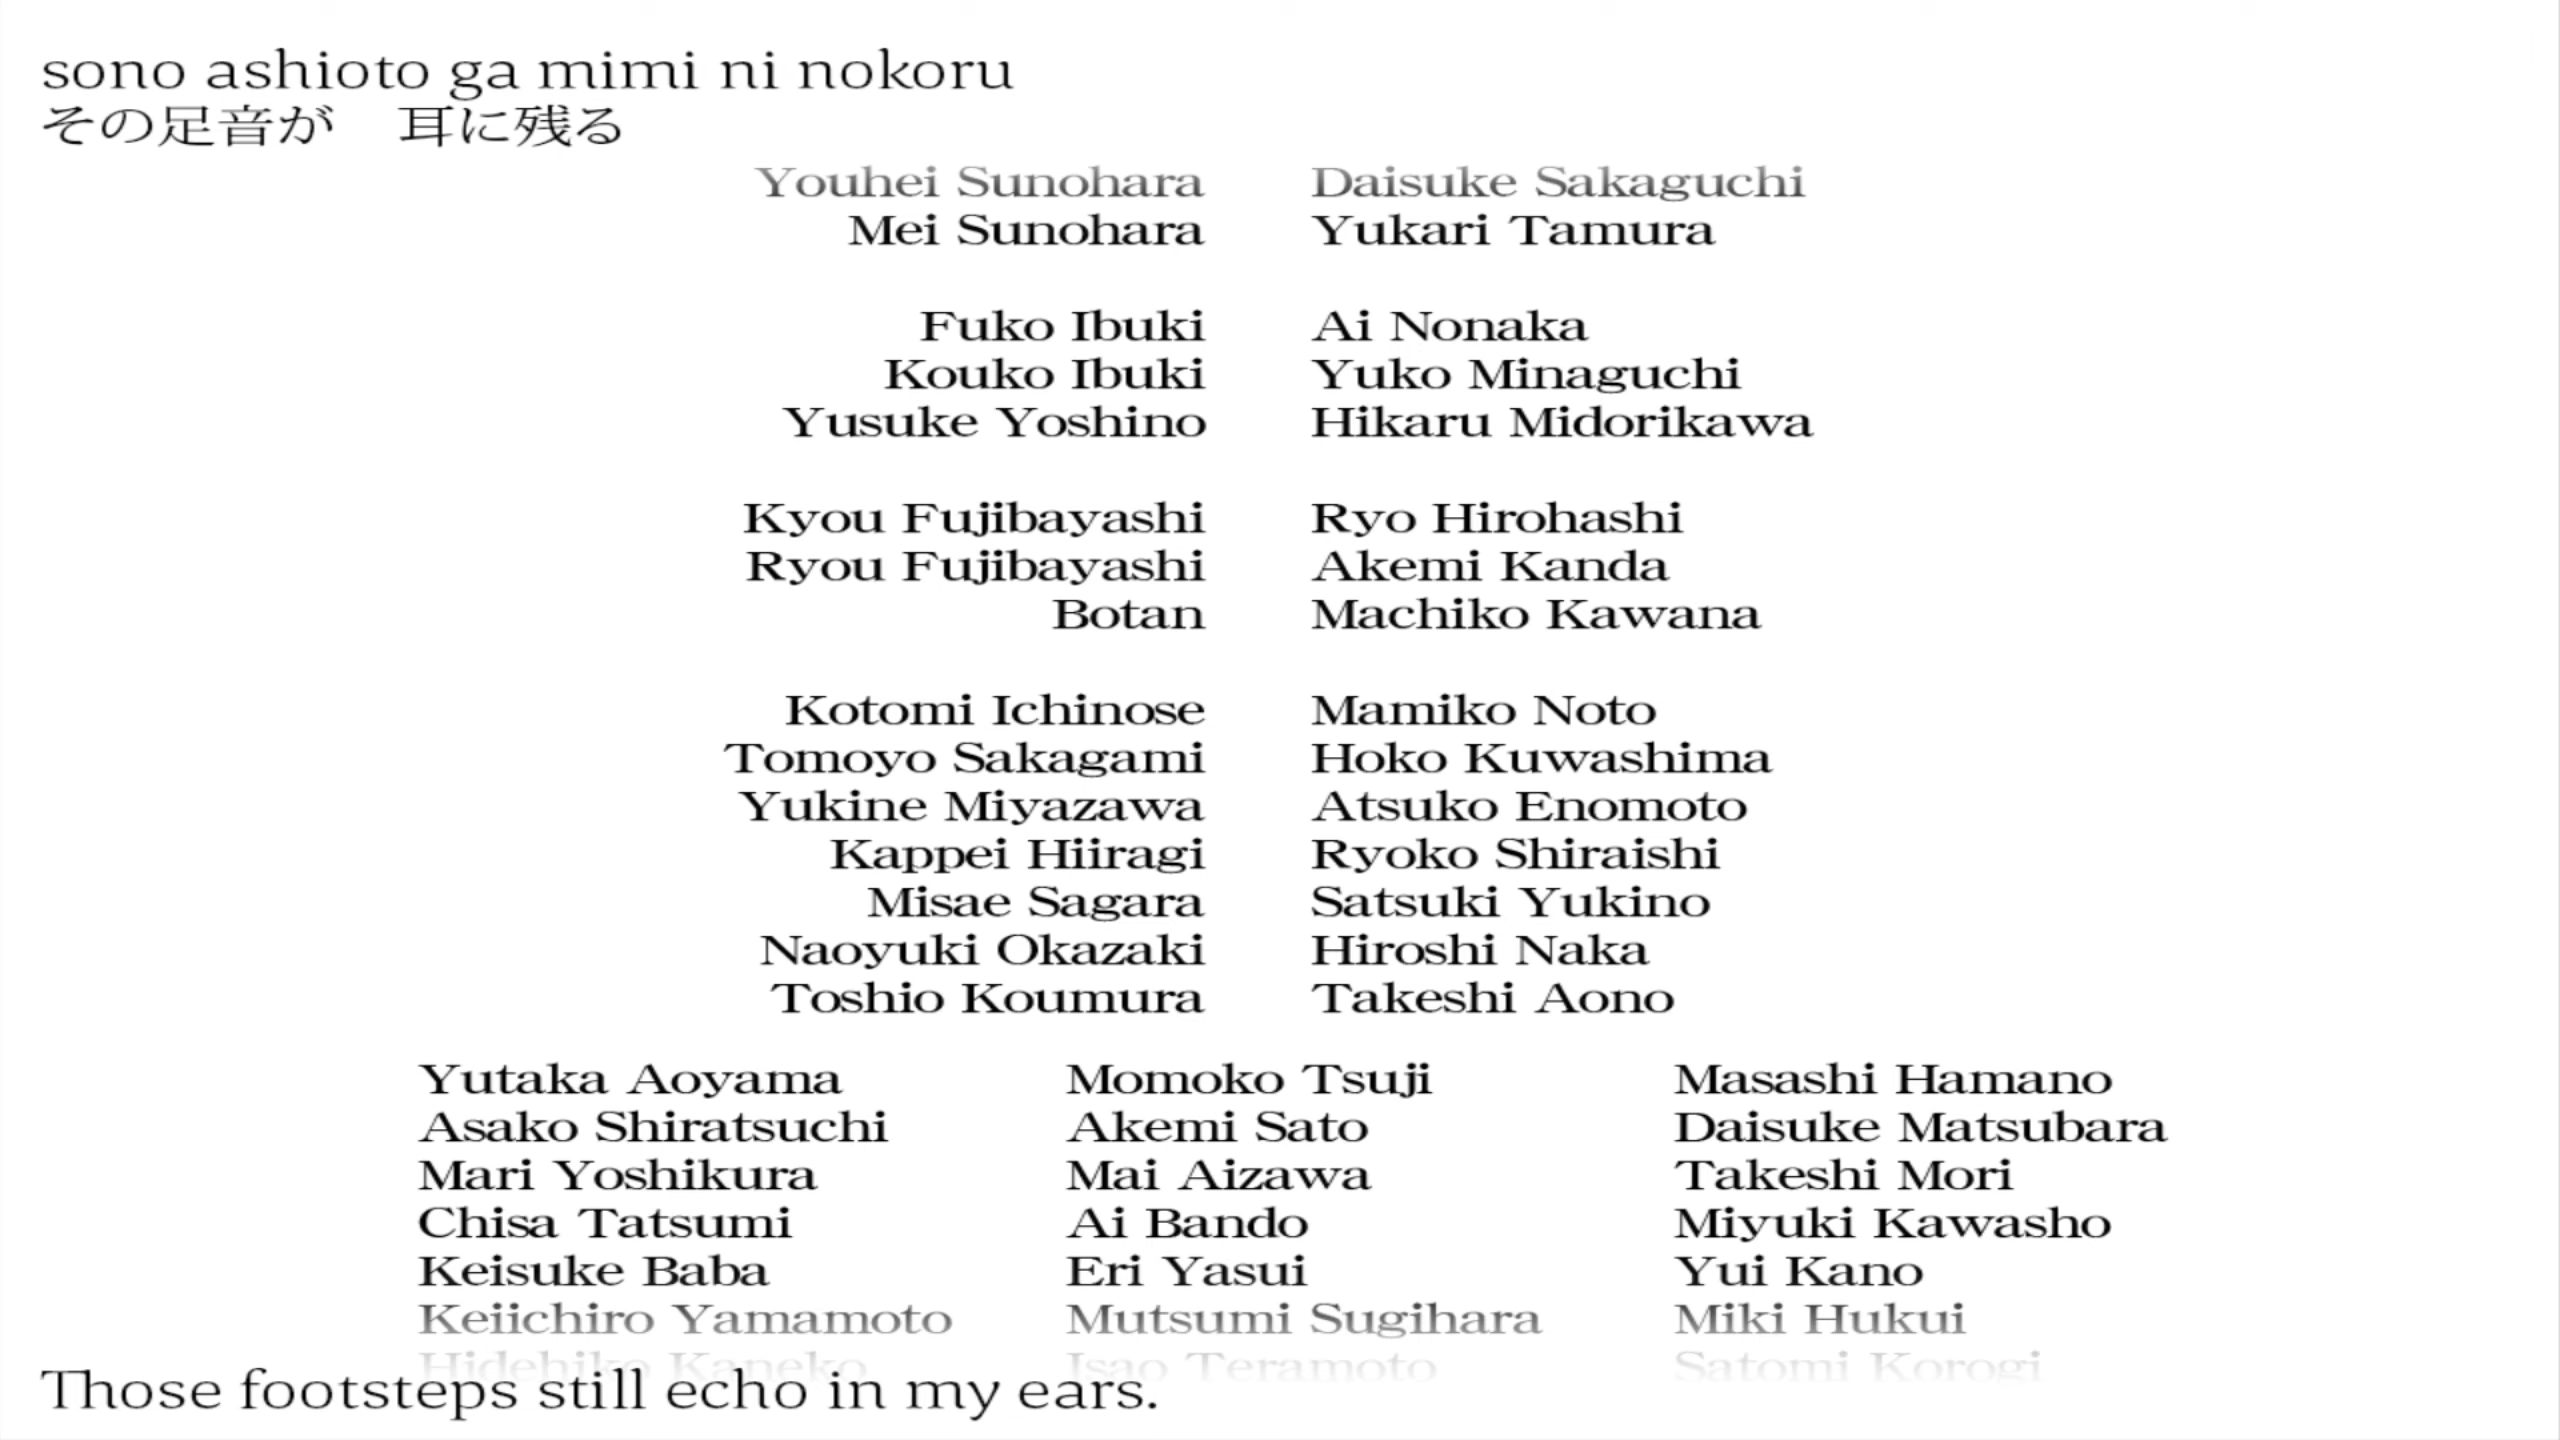 sono ashioto ga mimi ni nokoru
その足音が　耳に残る
Youhei Sunohara Daisuke Sakaguchi
Mei Sunohara Yukari Tamura
Fuko Ibuki Ai Nonaka
Kouko Ibuki Yuko Minaguchi
Yusuke Yoshino Hikaru Midorikawa
Kyou Fujibayashi Ryo Hirohashi
Ryou Fujibayashi Akemi Kanda
Botan Machiko Kawana
Kotomi Ichinose Mamiko Noto
Tomoyo Sakagami Hoko Kuwashima
Yukine Miyazawa Atsuko Enomoto
Kappei Hiiragi Ryoko Shiraishi
Misae Sagara Satsuki Yukino
Naoyuki Okazaki Hiroshi Naka
Toshio Koumura Takeshi Aono
Yutaka Aoyama Momoko Tsuji Masashi Hamano
Asako Shiratsuchi Akemi Sato Daisuke Matsubara
Mari Yoshikura Mai Aizawa Takeshi Mori
Chisa Tatsumi Ai Bando Miyuki Kawasho
Keisuke Baba Eri Yasui Yui Kano
Keiichiro Yamamoto Mutsumi Sugihara Miki Hukui
Hidehiko Kaneko Isao Teramoto Satomi Korogi
Those footsteps still echo in my ears.